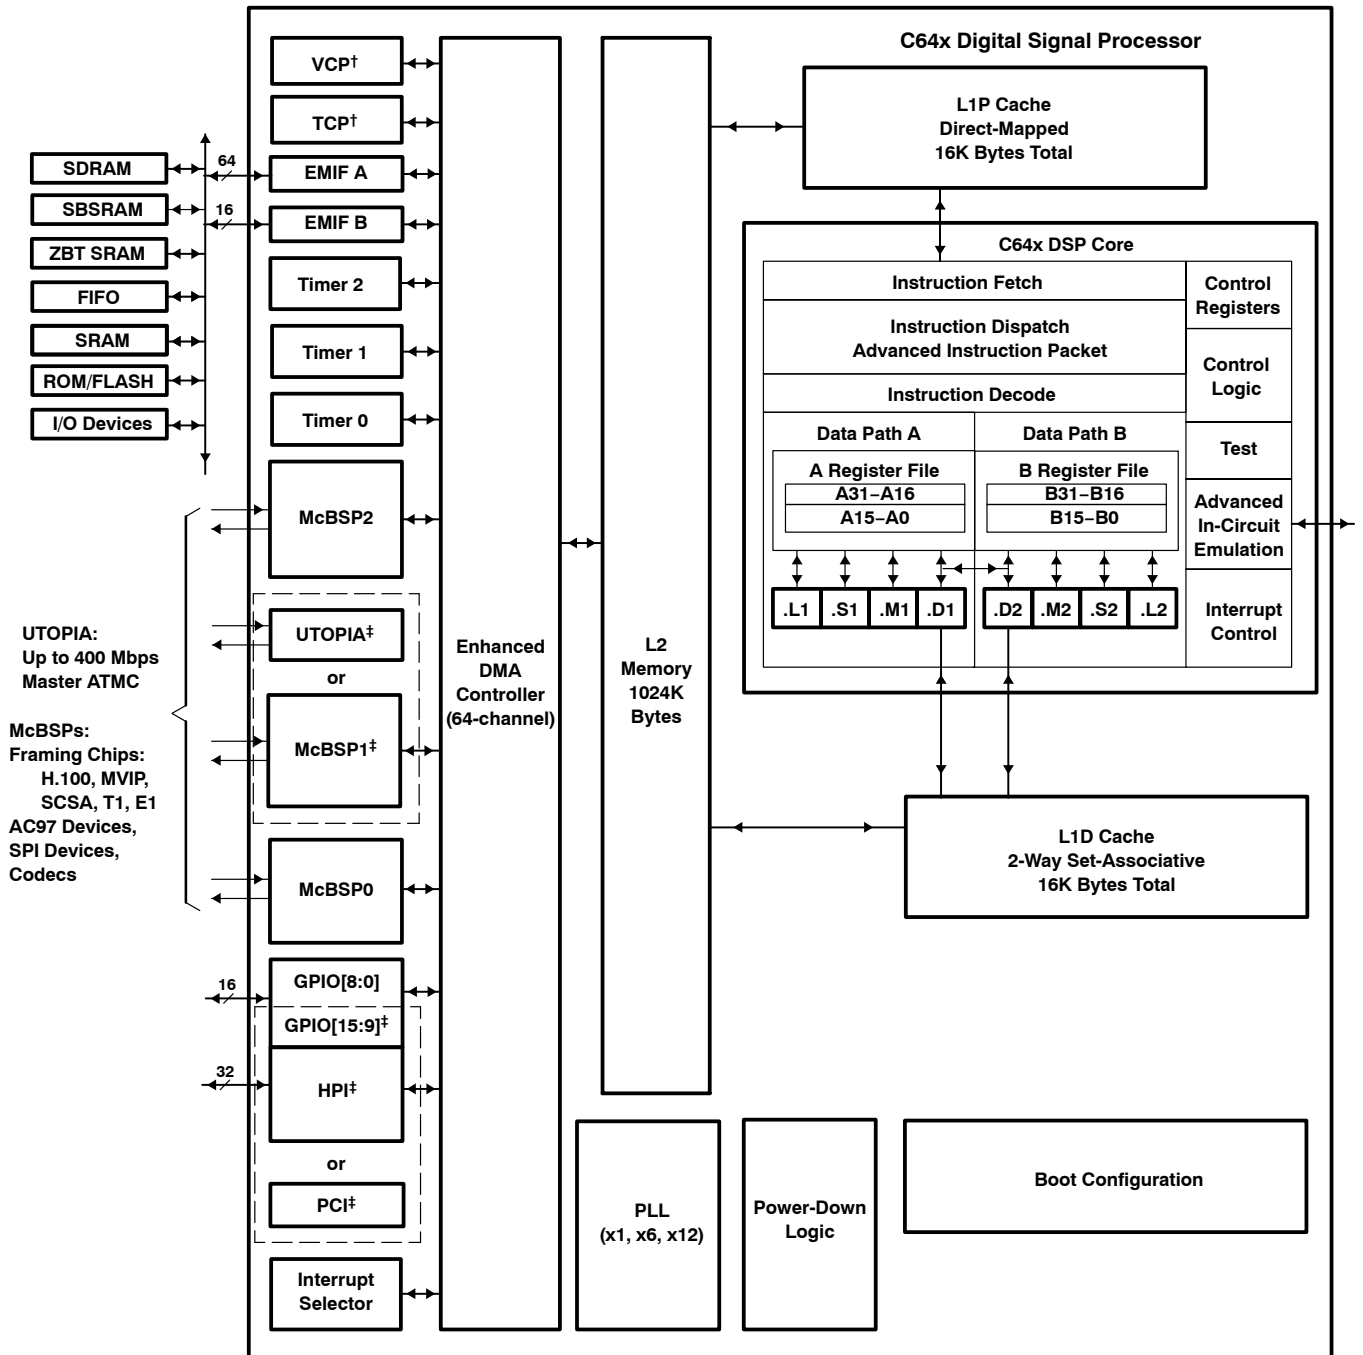 C64x Digital Signal Processor
VCP†
TCP†
EMIF A
EMIF B
Timer 2
Timer 1
Timer 0
McBSP2
UTOPIA‡
or
McBSP1‡
McBSP0
GPIO[8:0]
GPIO[15:9]‡
HPI‡
or
PCI‡
Interrupt
Selector
64
16
16
32
SDRAM
SBSRAM
ZBT SRAM
FIFO
SRAM
ROM/FLASH
I/O Devices
UTOPIA:
Up to 400 Mbps
Master ATMC
McBSPs:
Framing Chips:
H.100, MVIP,
SCSA, T1, E1
AC97 Devices,
SPI Devices,
Codecs
Enhanced
DMA
Controller
(64-channel)
L2
Memory
1024K
Bytes
L1P Cache
Direct-Mapped
16K Bytes Total
C64x DSP Core
Instruction Fetch
Instruction Dispatch
Advanced Instruction Packet
Instruction Decode
Data Path A
Data Path B
A Register File
A31–A16
A15–A0
B Register File
B31–B16
B15–B0
.L1
.S1
.M1
.D1
.D2
.M2
.S2
.L2
Control
Registers
Control
Logic
Test
Advanced
In-Circuit
Emulation
Interrupt
Control
L1D Cache
2-Way Set-Associative
16K Bytes Total
PLL
(x1, x6, x12)
Power-Down
Logic
Boot Configuration